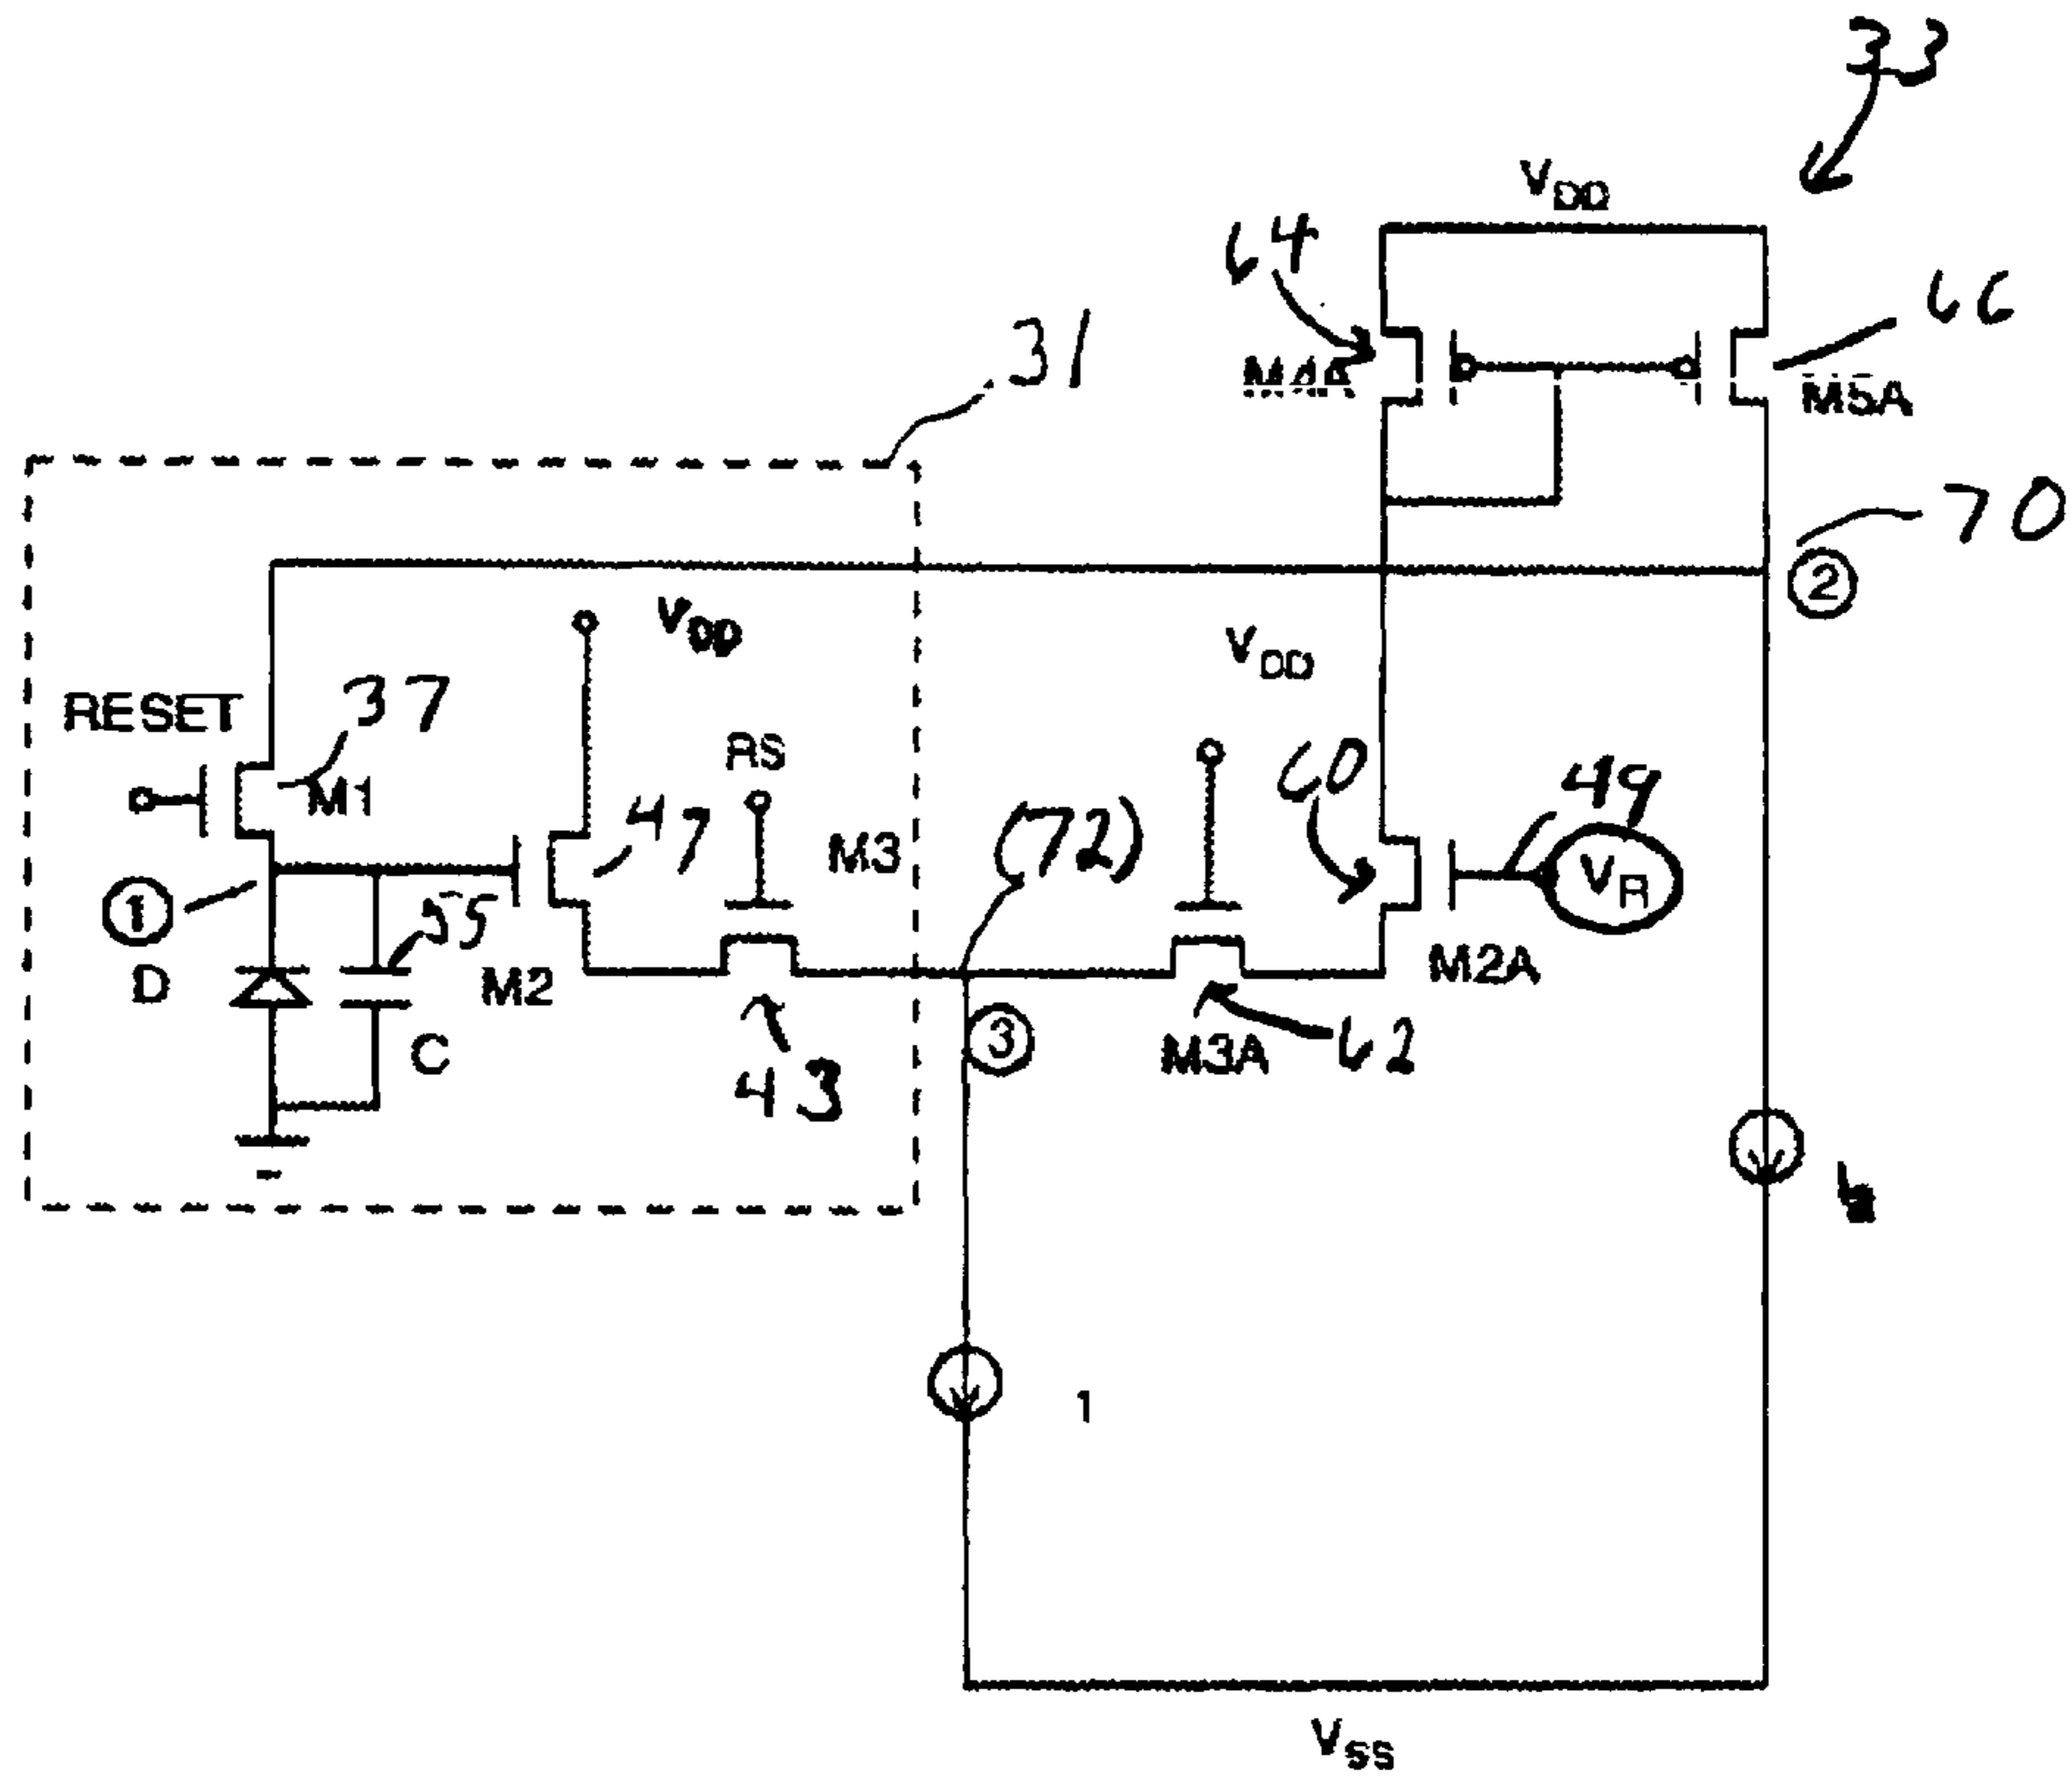 33
VDD
64
66
M5A
31
70
②
VDD
VDD
RESET
37
M1
RS
47
M3
(72)
60
49
VR
①
55
D
M2
C
M2A
③
M3A
62
43
1
VSS